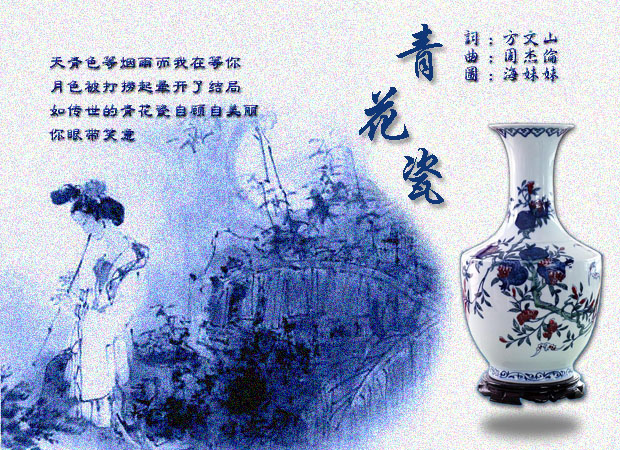 青花瓷
詞：方文山
曲：周杰倫
圖：海妹妹
天青色等烟雨而我在等你
月色被打捞起晕开了结局
如传世的青花瓷自顾自美丽
你眼带笑意